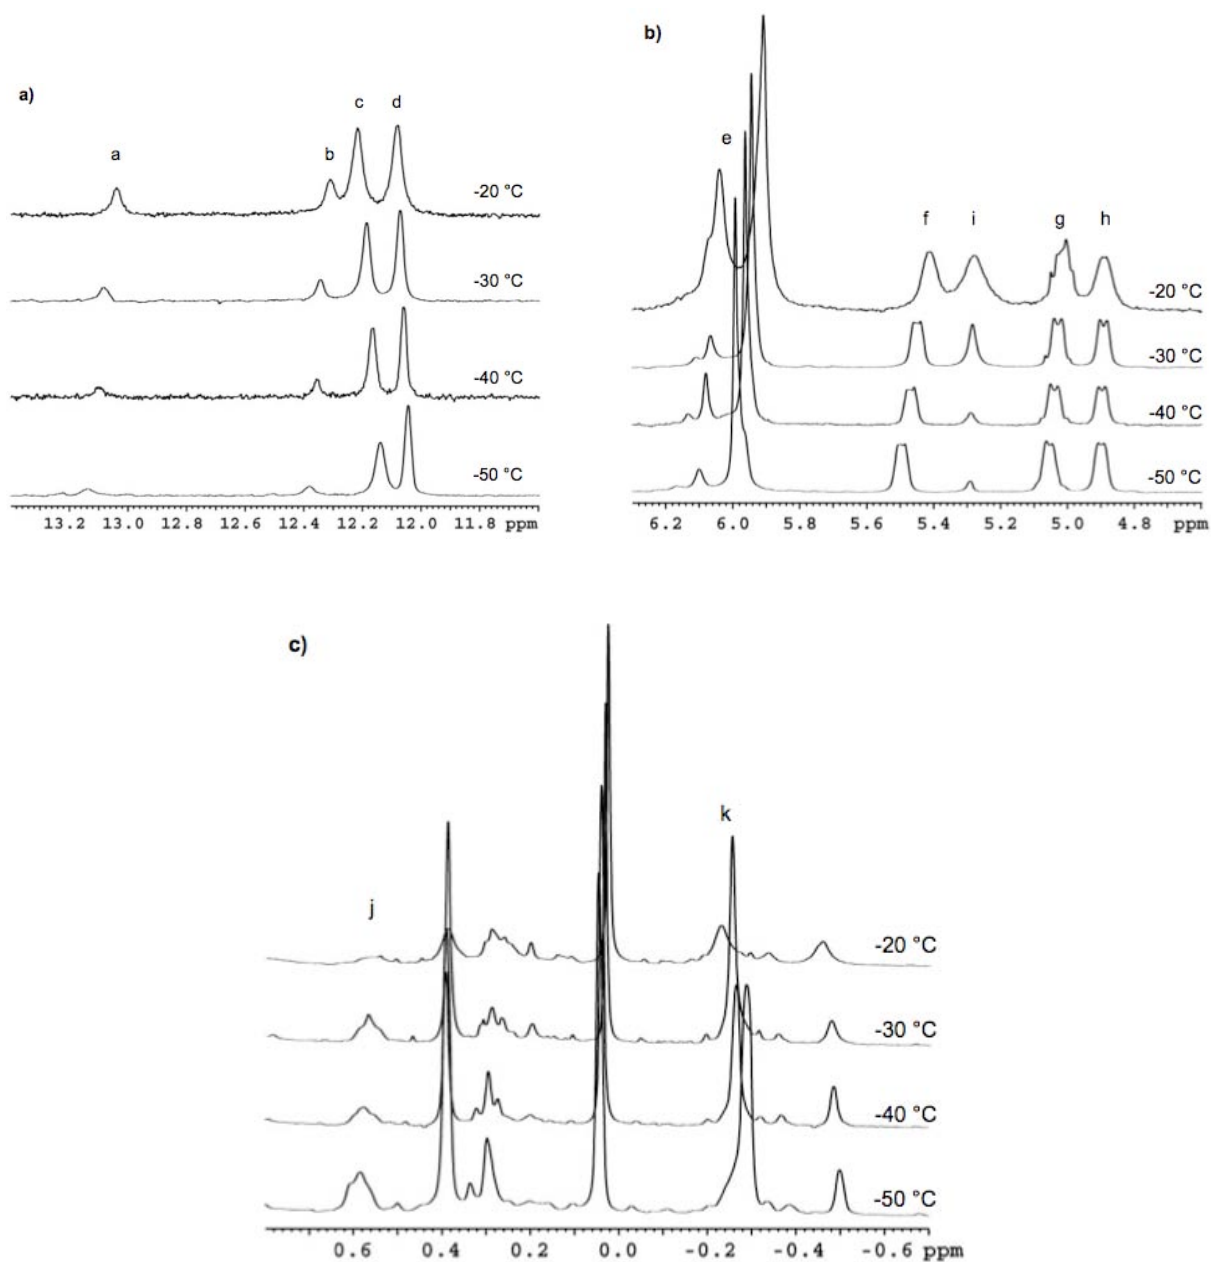 a)
a b c d
-20 °C
-30 °C
-40 °C
-50 °C
13.2 13.0 12.8 12.6 12.4 12.2 12.0 11.8 ppm
b)
e f i g h
-20 °C
-30 °C
-40 °C
-50 °C
6.2 6.0 5.8 5.6 5.4 5.2 5.0 4.8 ppm
c)
j k
-20 °C
-30 °C
-40 °C
-50 °C
0.6 0.4 0.2 0.0 -0.2 -0.4 -0.6 ppm